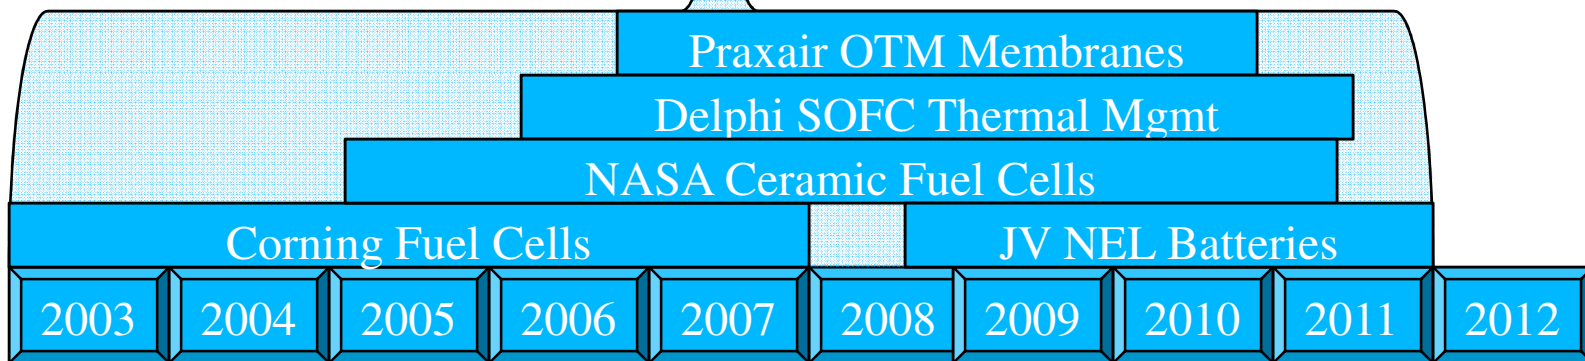 Praxair OTM Membranes
Delphi SOFC Thermal Mgmt
NASA Ceramic Fuel Cells
Corning Fuel Cells JV NEL Batteries
2003 2004 2005 2006 2007 2008 2009 2010 2011 2012